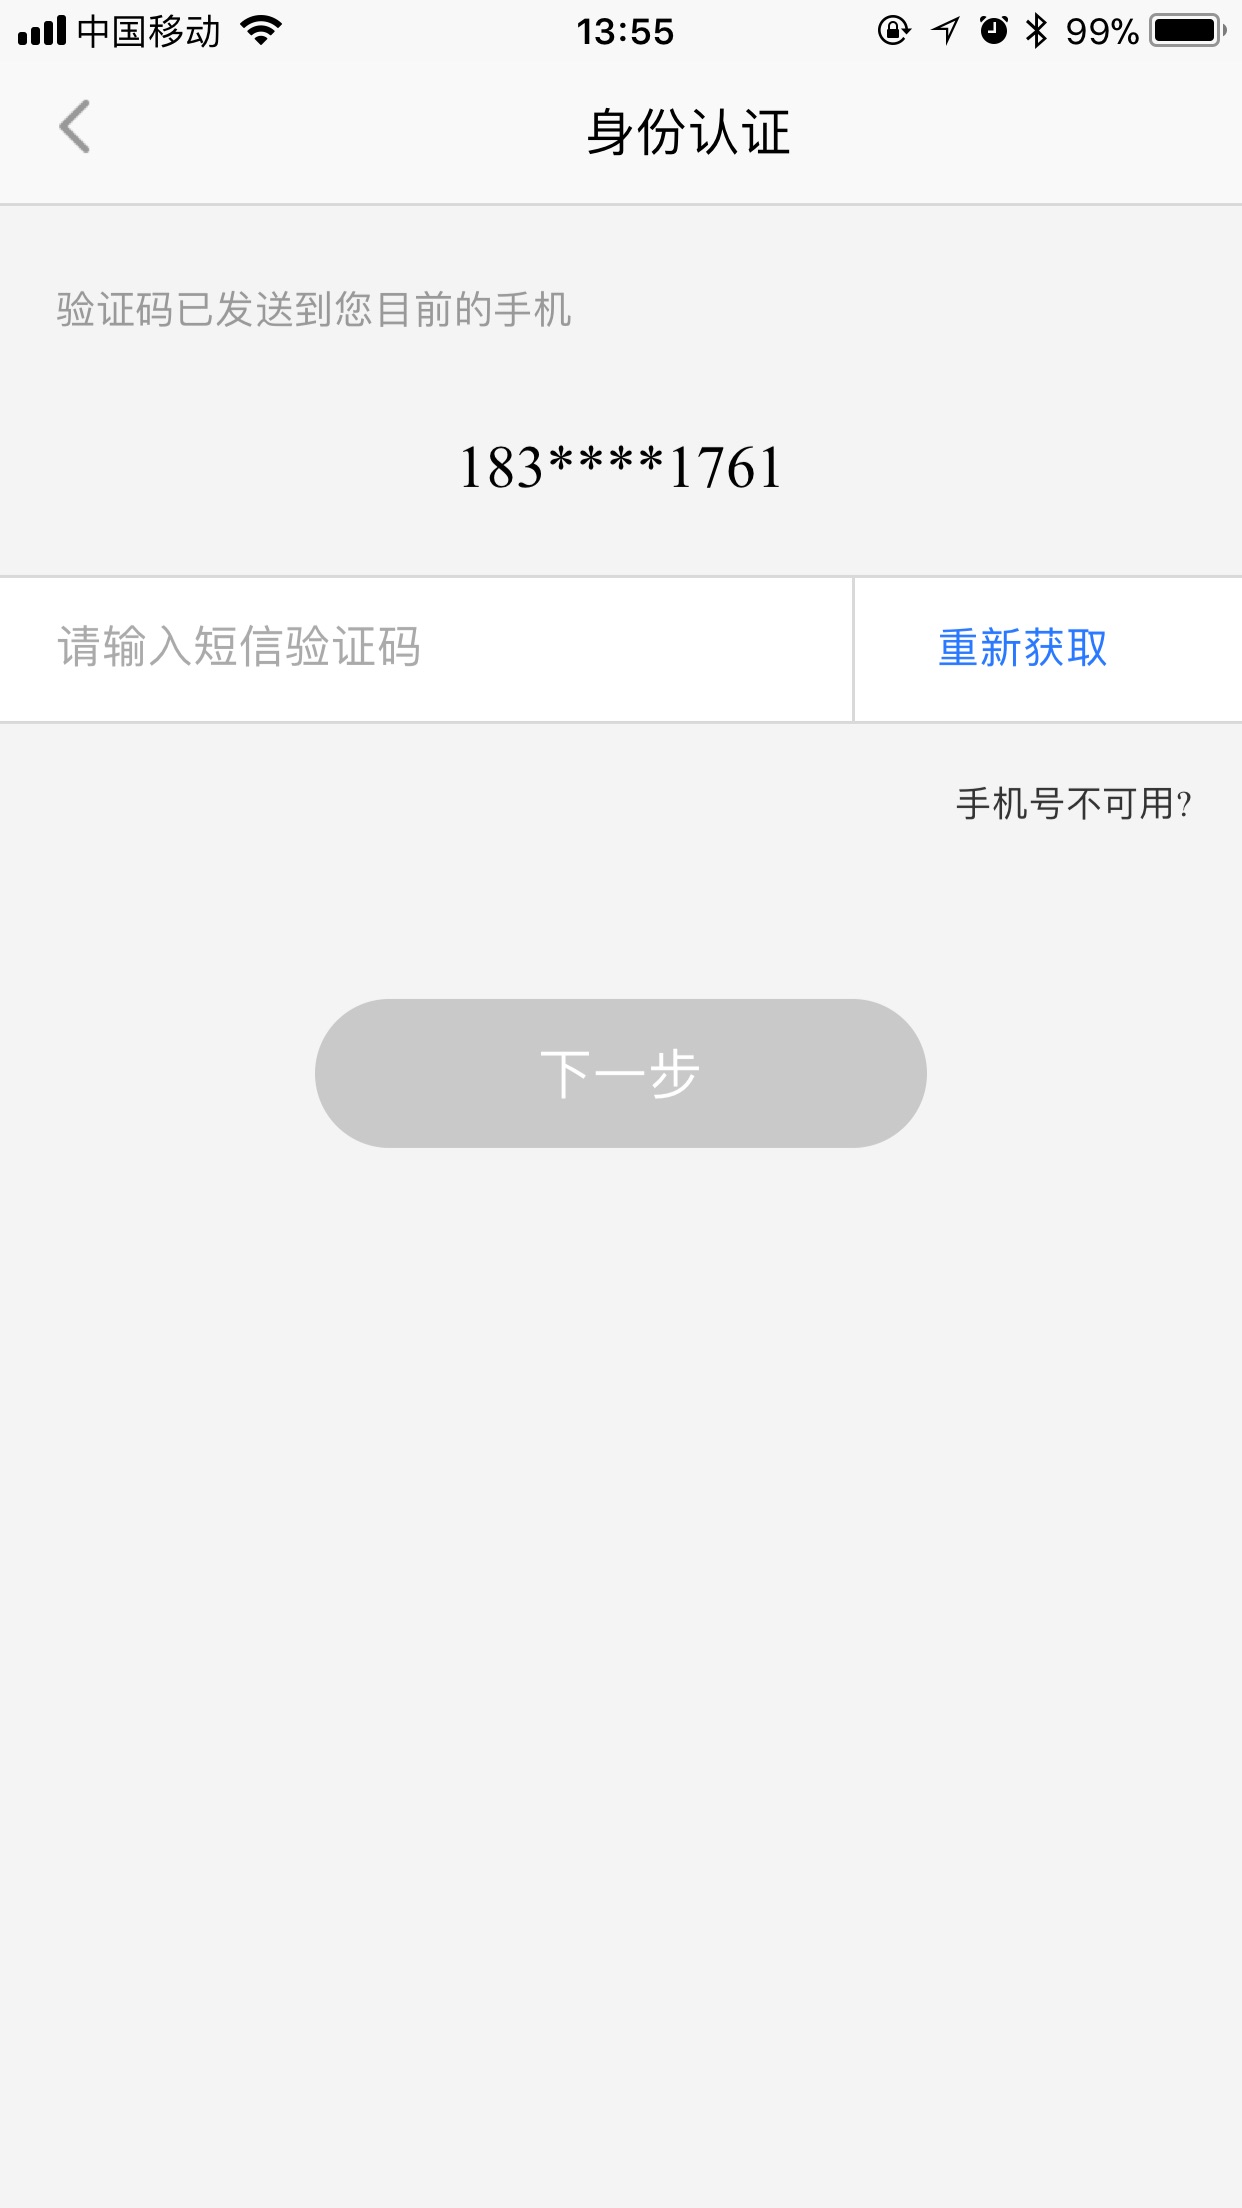 中国移动 13:55 99%
身份认证
验证码已发送到您目前的手机
183****1761
请输入短信验证码 重新获取
手机号不可用?
下一步